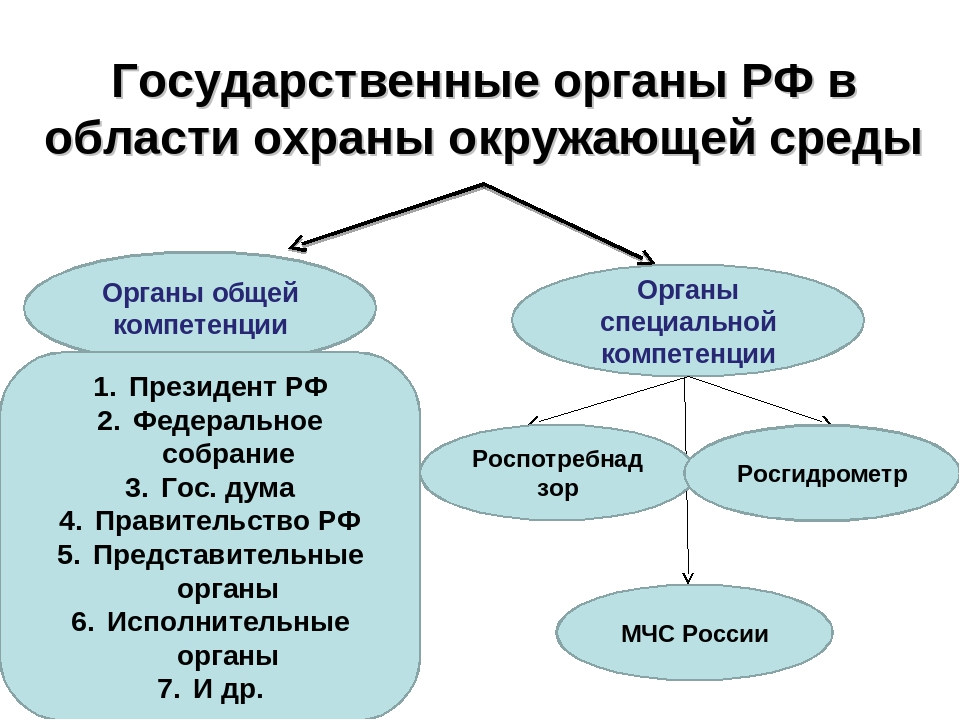 Государственные органы РФ в
области охраны окружающей среды
Органы общей
компетенции
1. Президент РФ
2. Федеральное
собрание
3. Гос. дума
4. Правительство РФ
5. Представительные
органы
6. Исполнительные
органы
7. И др.
Органы
специальной
компетенции
Роспотребнад
зор
Росгидрометр
МЧС России